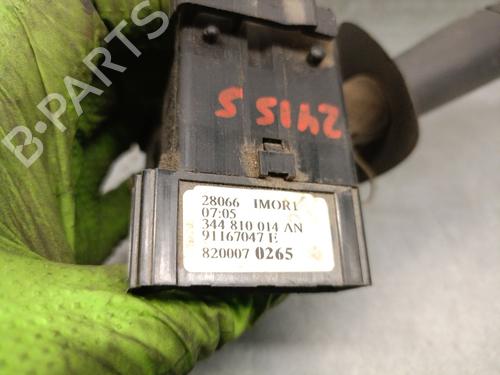 B-PARTS
2415 S
28066 IMOR1
07:05
344 810 014 AN
91167047 E
820007 0265